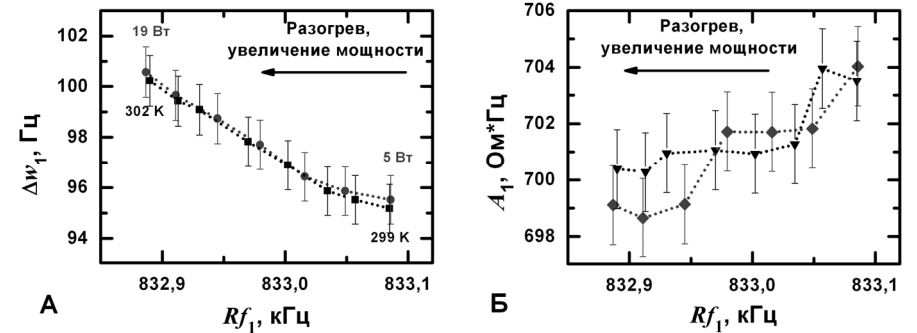 102
100
98
96
94
Δw₁, Гц
19 Вт
302 K
Разогрев,
увеличение мощности
5 Вт
299 K
832,9
833,0
833,1
Rf₁, кГц
А
706
704
702
700
698
A₁, Ом*Гц
Разогрев,
увеличение мощности
832,9
833,0
833,1
Rf₁, кГц
Б